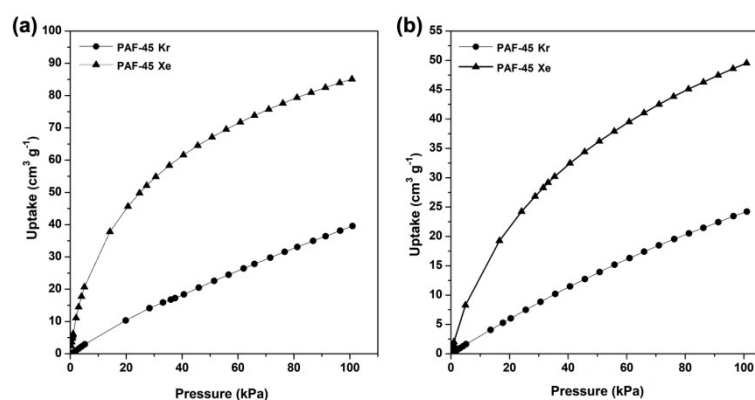 (a)
PAF-45 Kr
PAF-45 Xe
Uptake (cm³ g⁻¹)
100
90
80
70
60
50
40
30
20
10
0
0 20 40 60 80 100
Pressure (kPa)
(b)
PAF-45 Kr
PAF-45 Xe
Uptake (cm³ g⁻¹)
50
45
40
35
30
25
20
15
10
5
0
0 20 40 60 80 100
Pressure (kPa)